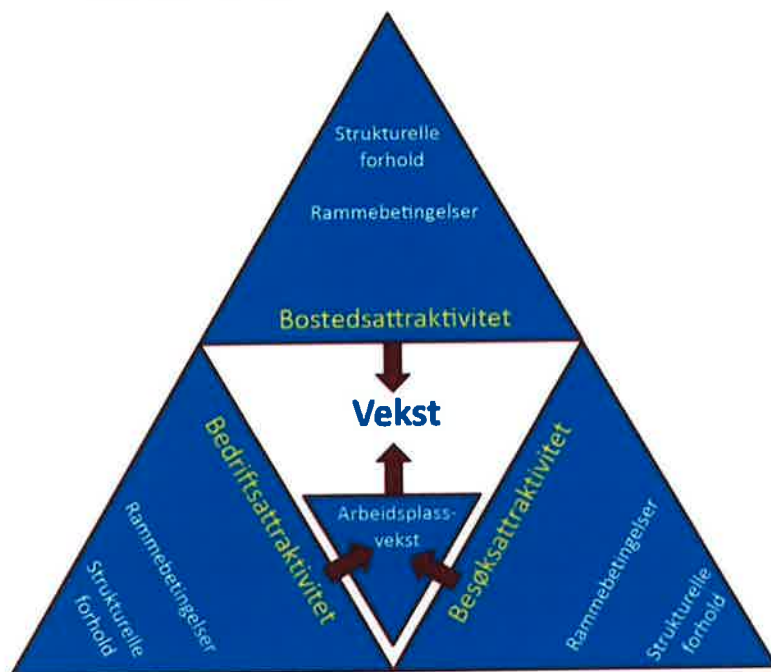 Strukturelle
forhold
Rammebetingelser
Bostedsattraktivitet
Vekst
Bedriftsattraktivitet
Rammebetingelser
Strukturelle
forhold
Arbeidsplass-
vekst
Besøksattraktivitet
Rammebetingelser
Strukturelle
forhold